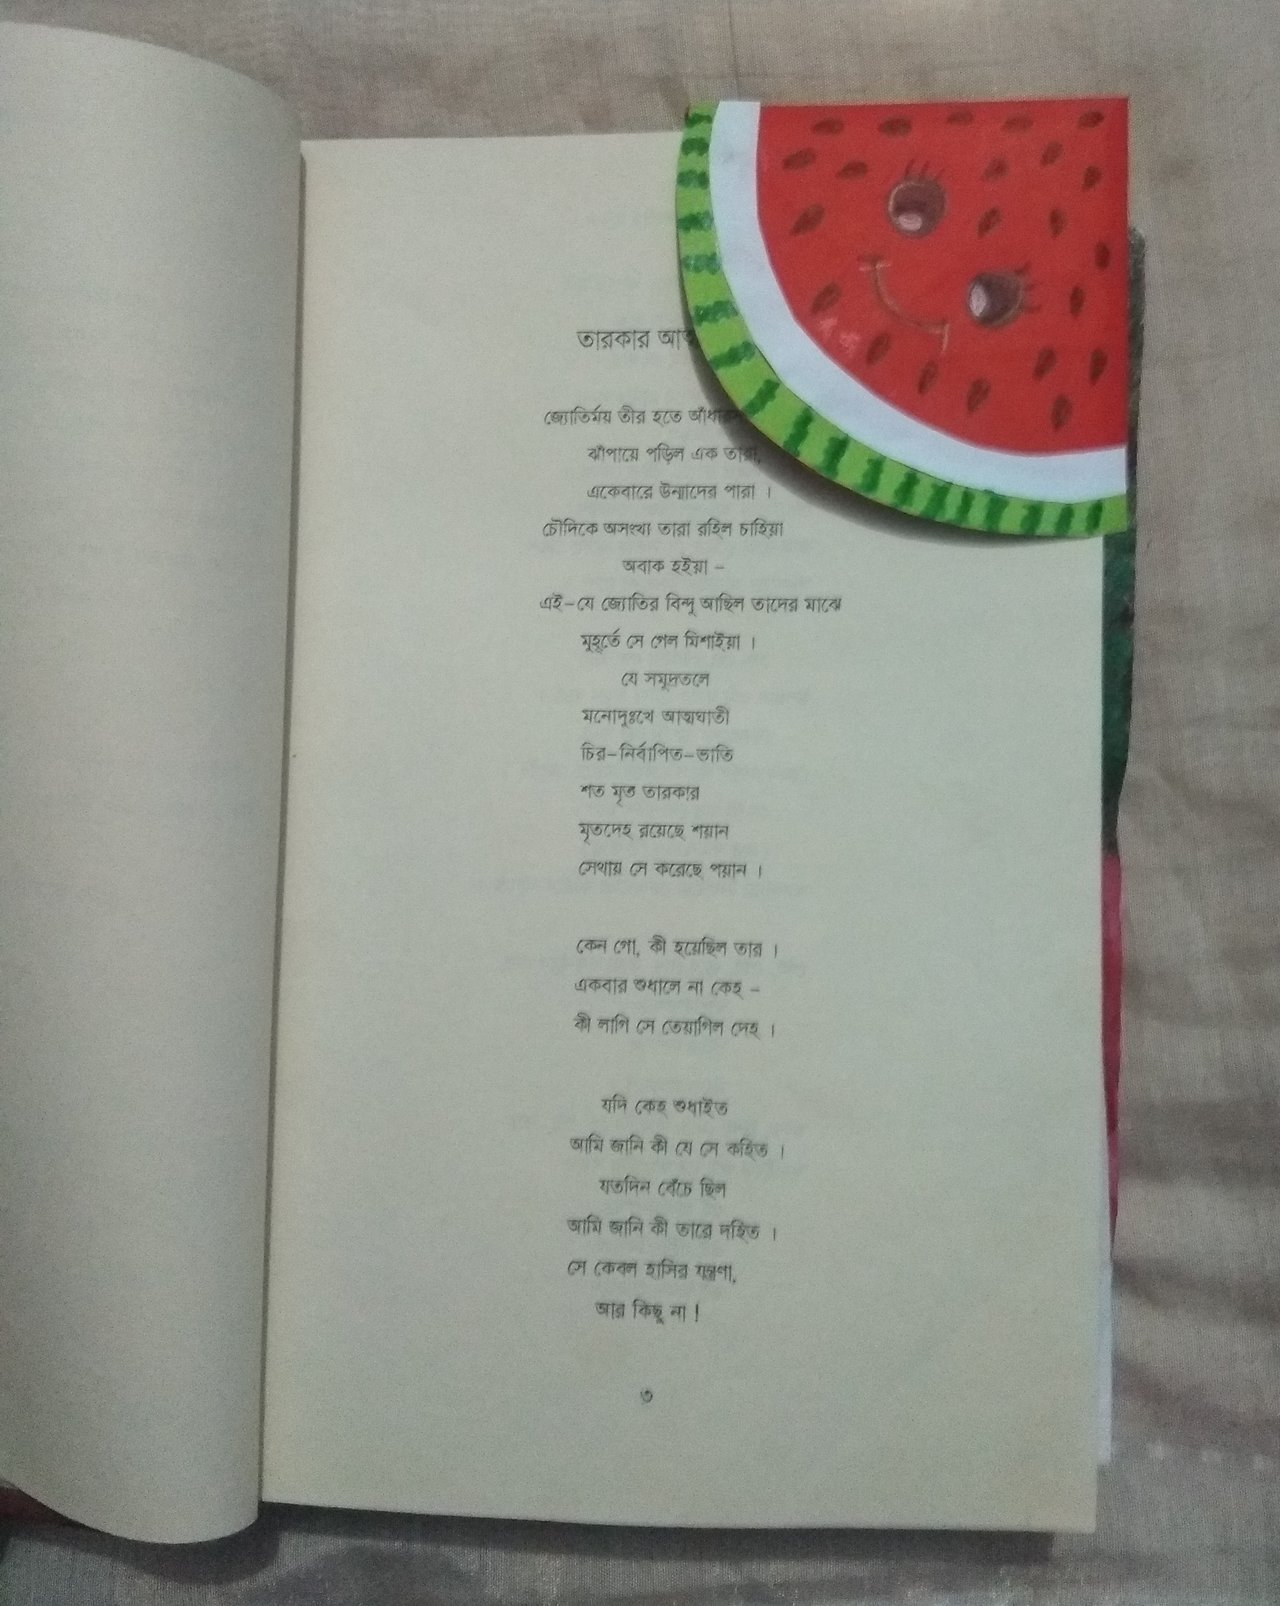 তারকার
জ্যোতির্ময় তীর হতে
ঝাঁপায়ে পড়িল এক তারা,
একেবারে উন্মাদের পারা ।
চৌদিকে অসংখ্য তারা রহিল চাহিয়া
অবাক হইয়া –
এই-যে জ্যোতির বিন্দু আছিল তাদের মাঝে
মুহূর্তে সে গেল মিশাইয়া ।
যে সমুদ্রতলে
মনোদুঃখে আত্মঘাতী
চির-নির্বাপিত-ভাতি
শত মৃত তারকার
মৃতদেহ রয়েছে শয়ান
সেথায় সে করেছে পয়ান ।
কেন গো, কী হয়েছিল তার ।
একবার শুধালে না কেহ –
কী লাগি সে তেয়াগিল দেহ ।
যদি কেহ শুধাইত
আমি জানি কী যে সে কহিত ।
যতদিন বেঁচে ছিল
আমি জানি কী তারে দহিত ।
সে কেবল হাসির যন্ত্রণা,
আর কিছু না !
৩